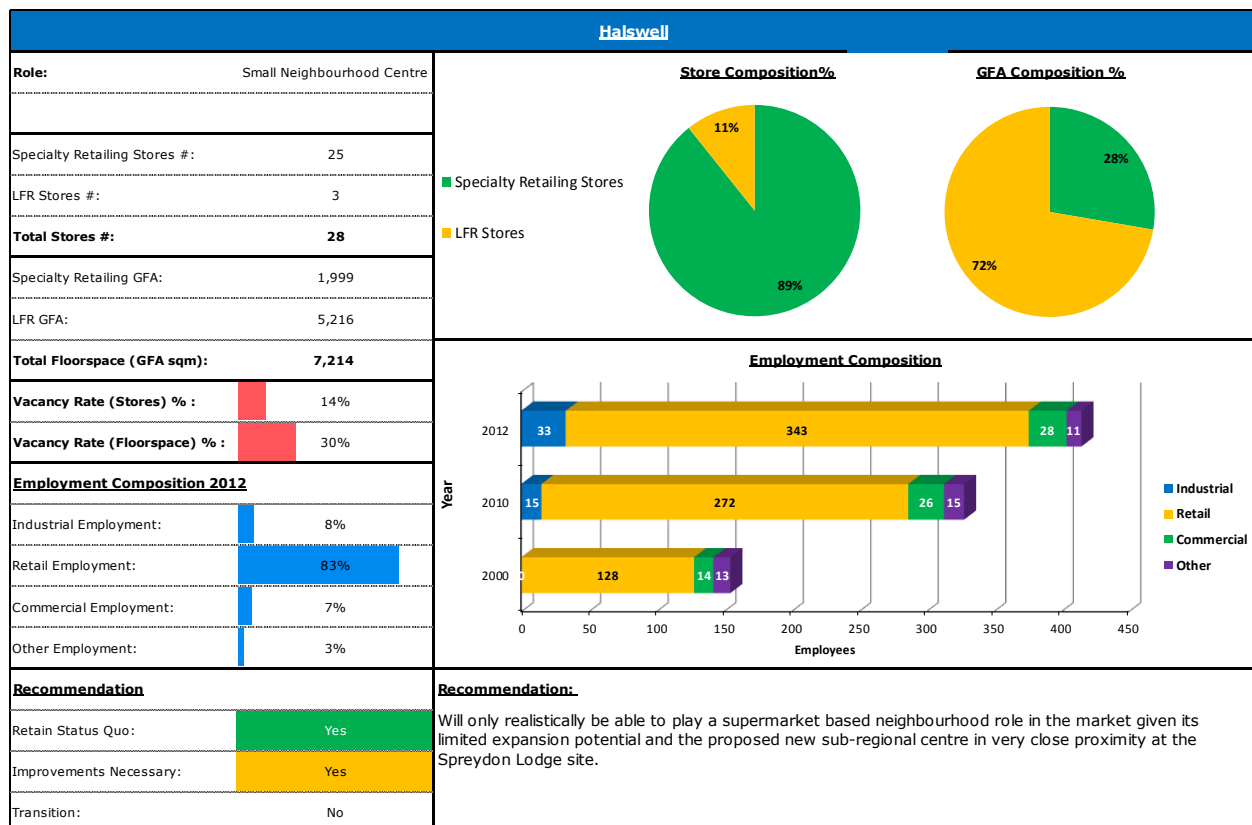 Halswell
Role: Small Neighbourhood Centre
Specialty Retailing Stores #: 25
LFR Stores #: 3
Total Stores #: 28
Specialty Retailing GFA: 1,999
LFR GFA: 5,216
Total Floorspace (GFA sqm): 7,214
Vacancy Rate (Stores) % : 14%
Vacancy Rate (Floorspace) % : 30%
Employment Composition 2012
Industrial Employment: 8%
Retail Employment: 83%
Commercial Employment: 7%
Other Employment: 3%
Recommendation
Retain Status Quo: Yes
Improvements Necessary: Yes
Transition: No
Store Composition%
11%
89%
Specialty Retailing Stores
LFR Stores
GFA Composition %
28%
72%
Employment Composition
Year
2012 33 343 28 11
2010 15 272 26 15
2000 0 128 14 13
0 50 100 150 200 250 300 350 400 450
Employees
Industrial
Retail
Commercial
Other
Recommendation:
Will only realistically be able to play a supermarket based neighbourhood role in the market given its
limited expansion potential and the proposed new sub-regional centre in very close proximity at the
Spreydon Lodge site.